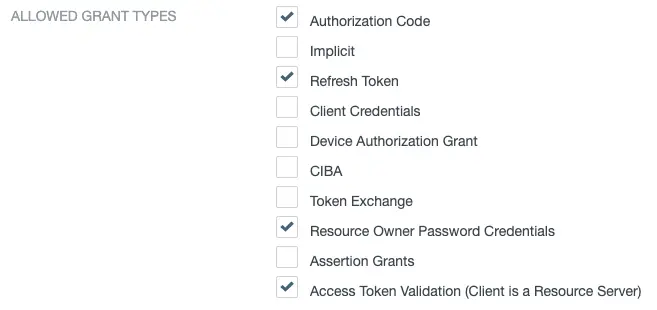 ALLOWED GRANT TYPES
Authorization Code
Implicit
Refresh Token
Client Credentials
Device Authorization Grant
CIBA
Token Exchange
Resource Owner Password Credentials
Assertion Grants
Access Token Validation (Client is a Resource Server)